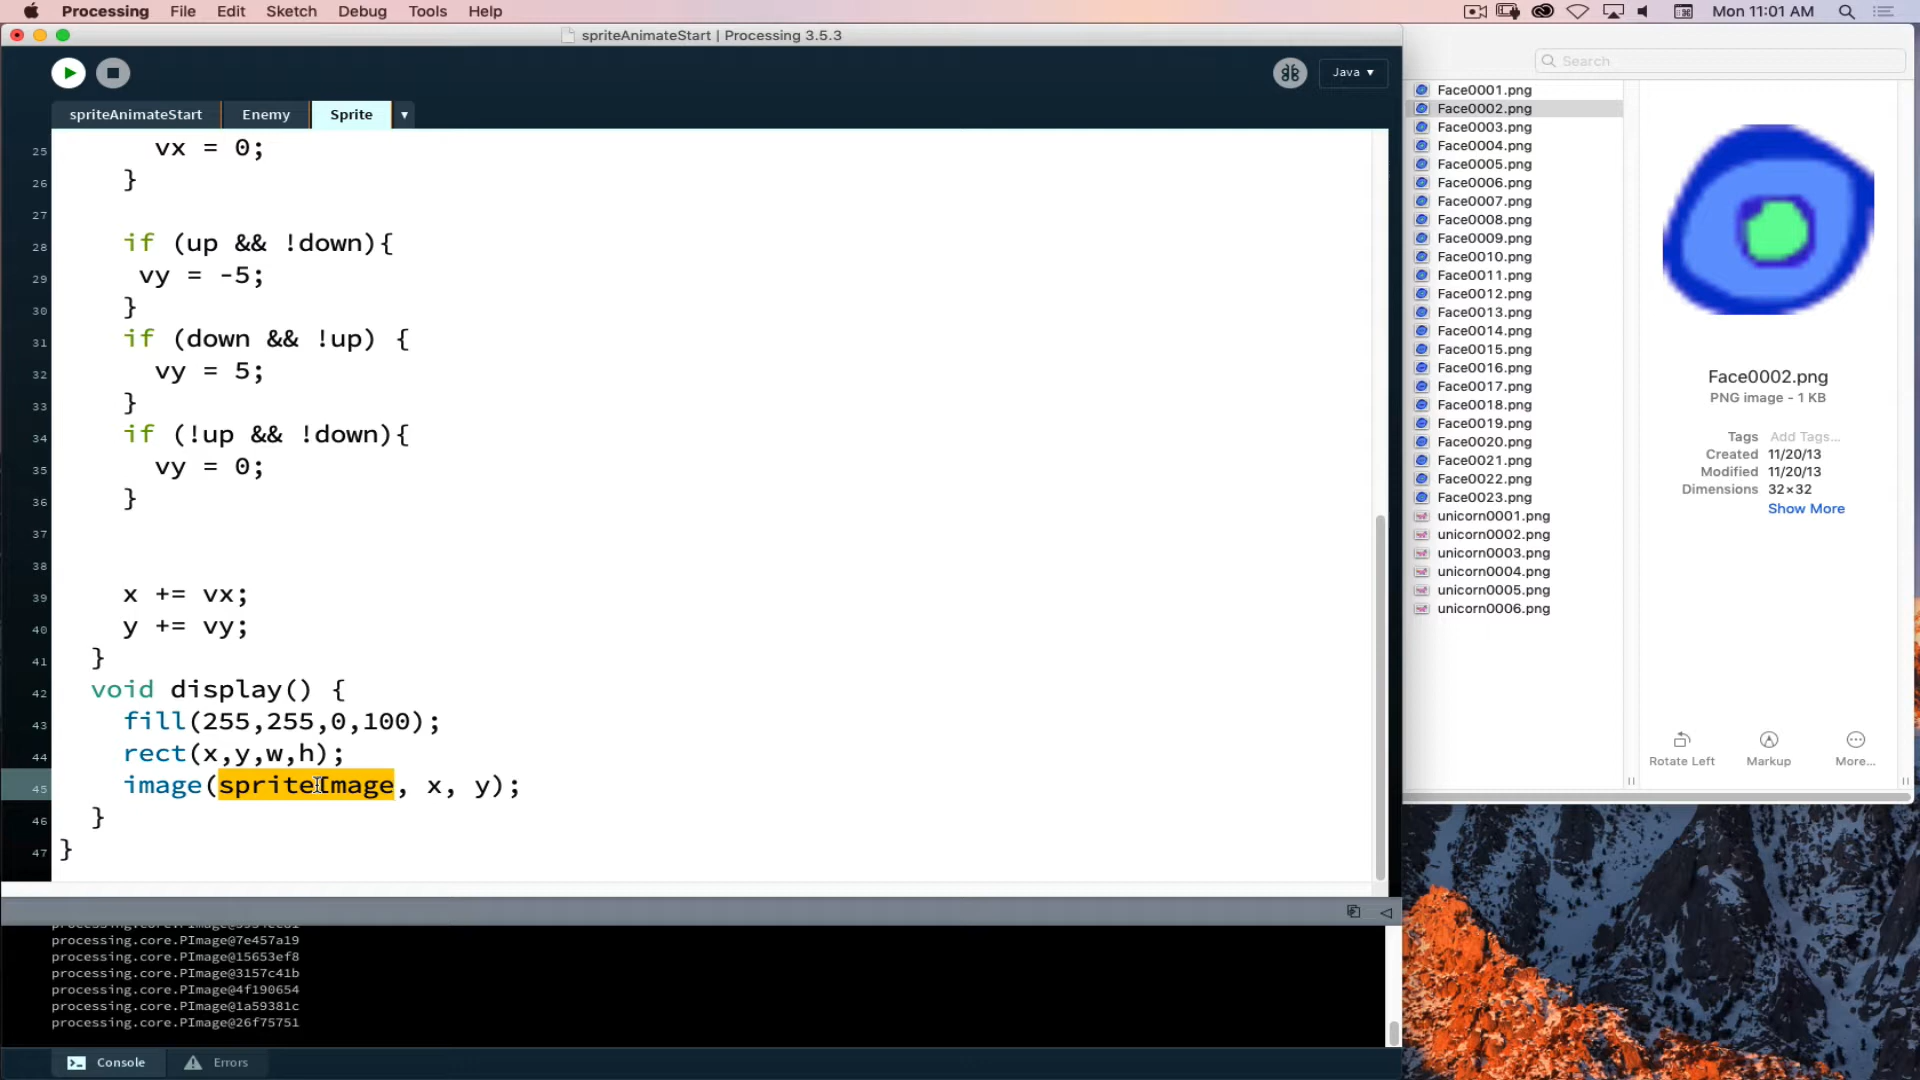 Processing File Edit Sketch Debug Tools Help Mon 11:01 AM
spriteAnimateStart | Processing 3.5.3
Java ▾
spriteAnimateStart Enemy Sprite ▾
25 vx = 0;
26 }
27
28 if (up && !down){
29 vy = -5;
30 }
31 if (down && !up) {
32 vy = 5;
33 }
34 if (!up && !down){
35 vy = 0;
36 }
37
38
39 x += vx;
40 y += vy;
41 }
42 void display() {
43 fill(255,255,0,100);
44 rect(x,y,w,h);
45 image(spriteImage, x, y);
46 }
47 }
processing.core.PImage@7e457a19
processing.core.PImage@15653ef8
processing.core.PImage@3157c41b
processing.core.PImage@4f190654
processing.core.PImage@1a59381c
processing.core.PImage@26f75751
Console Errors
Search
Face0001.png
Face0002.png
Face0003.png
Face0004.png
Face0005.png
Face0006.png
Face0007.png
Face0008.png
Face0009.png
Face0010.png
Face0011.png
Face0012.png
Face0013.png
Face0014.png
Face0015.png
Face0016.png
Face0017.png
Face0018.png
Face0019.png
Face0020.png
Face0021.png
Face0022.png
Face0023.png
unicorn0001.png
unicorn0002.png
unicorn0003.png
unicorn0004.png
unicorn0005.png
unicorn0006.png
Face0002.png
PNG image - 1 KB
Tags Add Tags...
Created 11/20/13
Modified 11/20/13
Dimensions 32×32
Show More
Rotate Left Markup More...